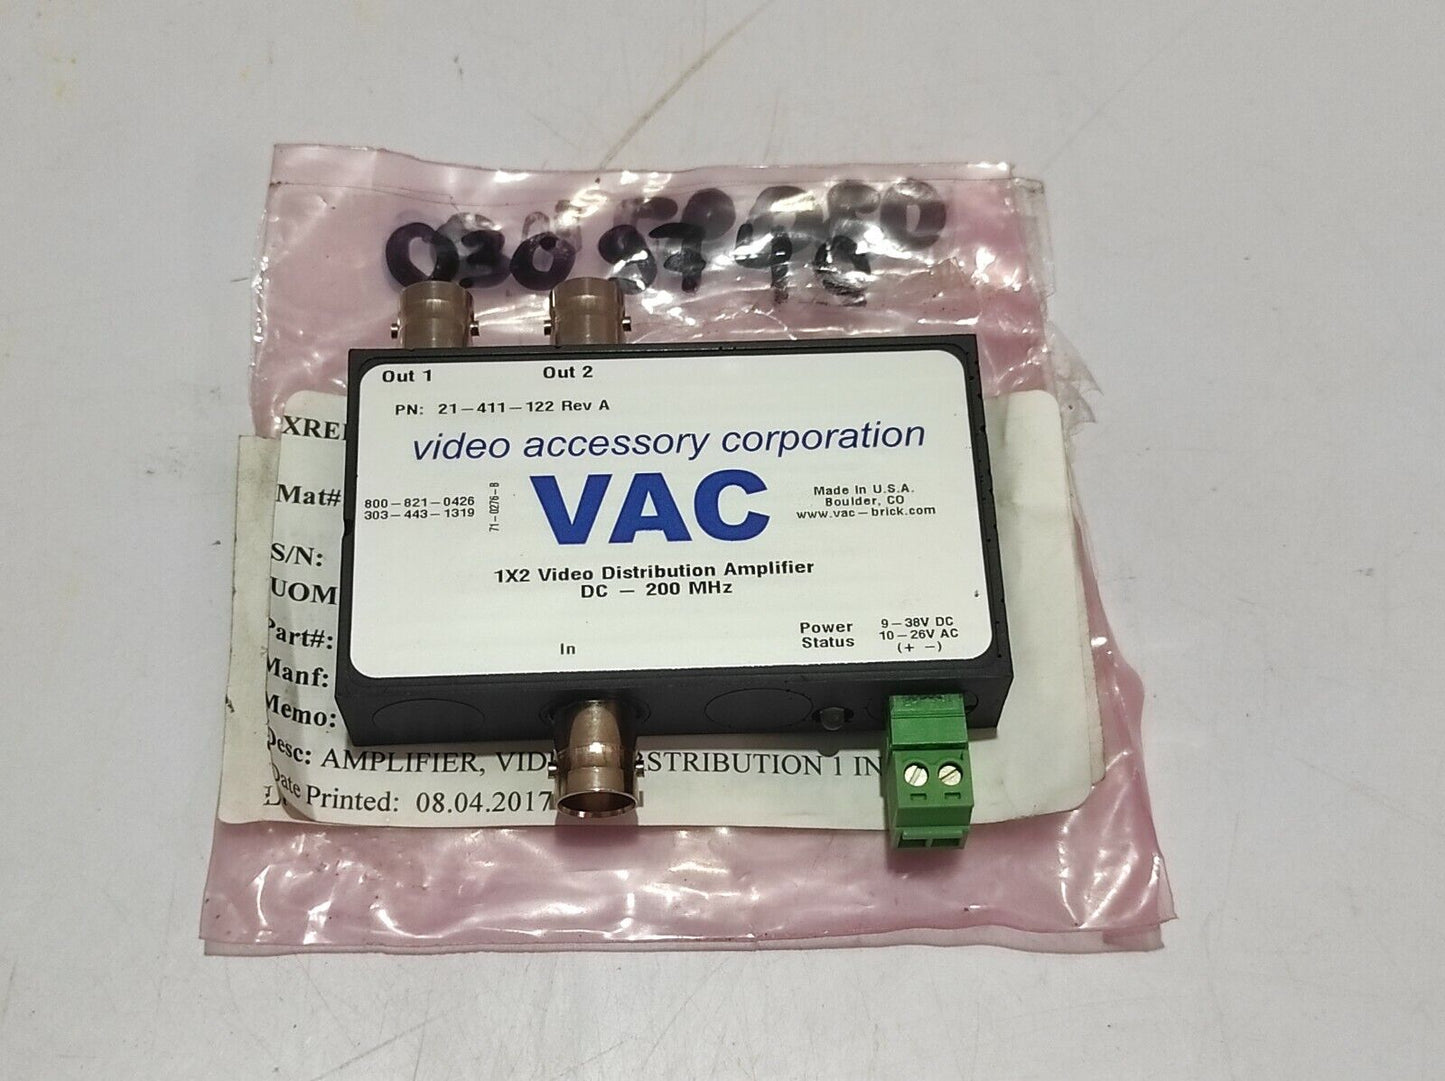 Out 1 Out 2
PN: 21-411-122 Rev A
video accessory corporation
VAC
800-821-0426
303-443-1319
71-0276-B
Made In U.S.A.
Boulder, CO
www.vac-brick.com
1X2 Video Distribution Amplifier
DC - 200 MHz
Power
Status
9-38V DC
10-26V AC
(+ -)
In
Mat#
S/N:
UOM
Part#:
Manf:
Memo:
Desc: AMPLIFIER, 1 IN
Date Printed: 08.04.2017